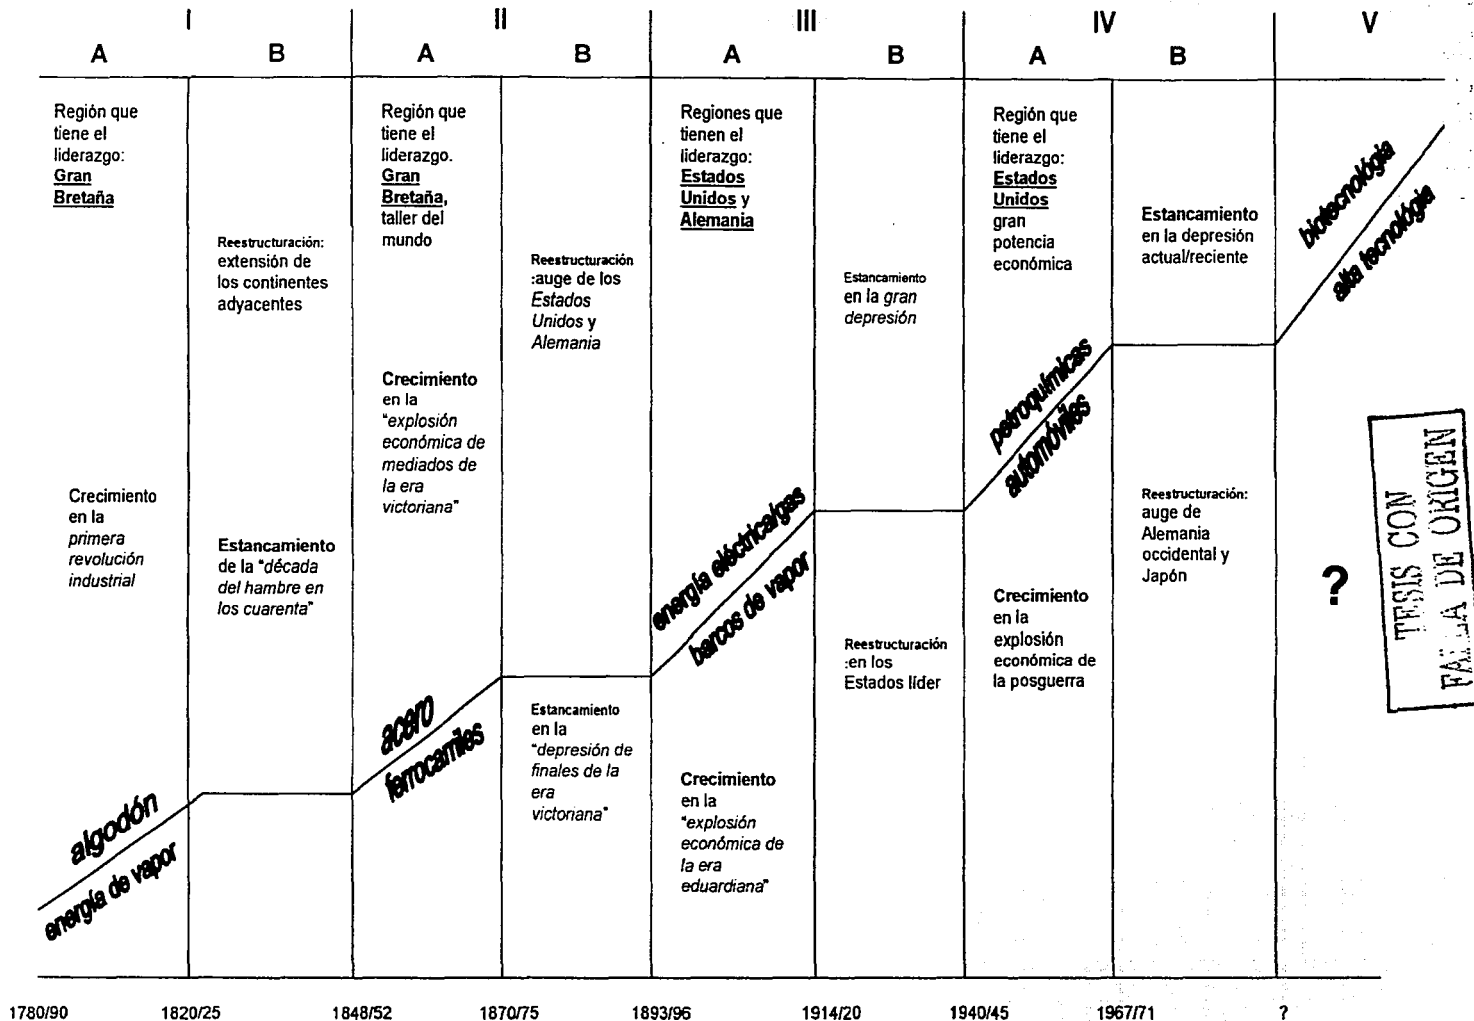 I
II
III
IV
V
A
B
A
B
A
B
A
B
Región que
tiene el
liderazgo:
Gran
Bretaña
Crecimiento
en la
primera
revolución
industrial
algodón
energía de vapor
Reestructuración:
extensión de
los continentes
adyacentes
Estancamiento
de la "década
del hambre en
los cuarenta"
Región que
tiene el
liderazgo.
Gran
Bretaña,
taller del
mundo
Crecimiento
en la
"explosión
económica de
mediados de
la era
victoriana"
acero
ferrocarriles
Reestructuración
:auge de los
Estados
Unidos y
Alemania
Estancamiento
en la
"depresión de
finales de la
era
victoriana"
Regiones que
tienen el
liderazgo:
Estados
Unidos y
Alemania
energía eléctrica/gas
barcos de vapor
Crecimiento
en la
"explosión
económica de
la era
eduardiana"
Estancamiento
en la gran
depresión
Reestructuración
:en los
Estados líder
Región que
tiene el
liderazgo:
Estados
Unidos
gran
potencia
económica
petroquímicas
automóviles
Crecimiento
en la
explosión
económica de
la posguerra
Estancamiento
en la depresión
actual/reciente
Reestructuración:
auge de
Alemania
occidental y
Japón
biotecnológia
alta tecnológia
?
TESIS CON
FALLA DE ORIGEN
1780/90
1820/25
1848/52
1870/75
1893/96
1914/20
1940/45
1967/71
?